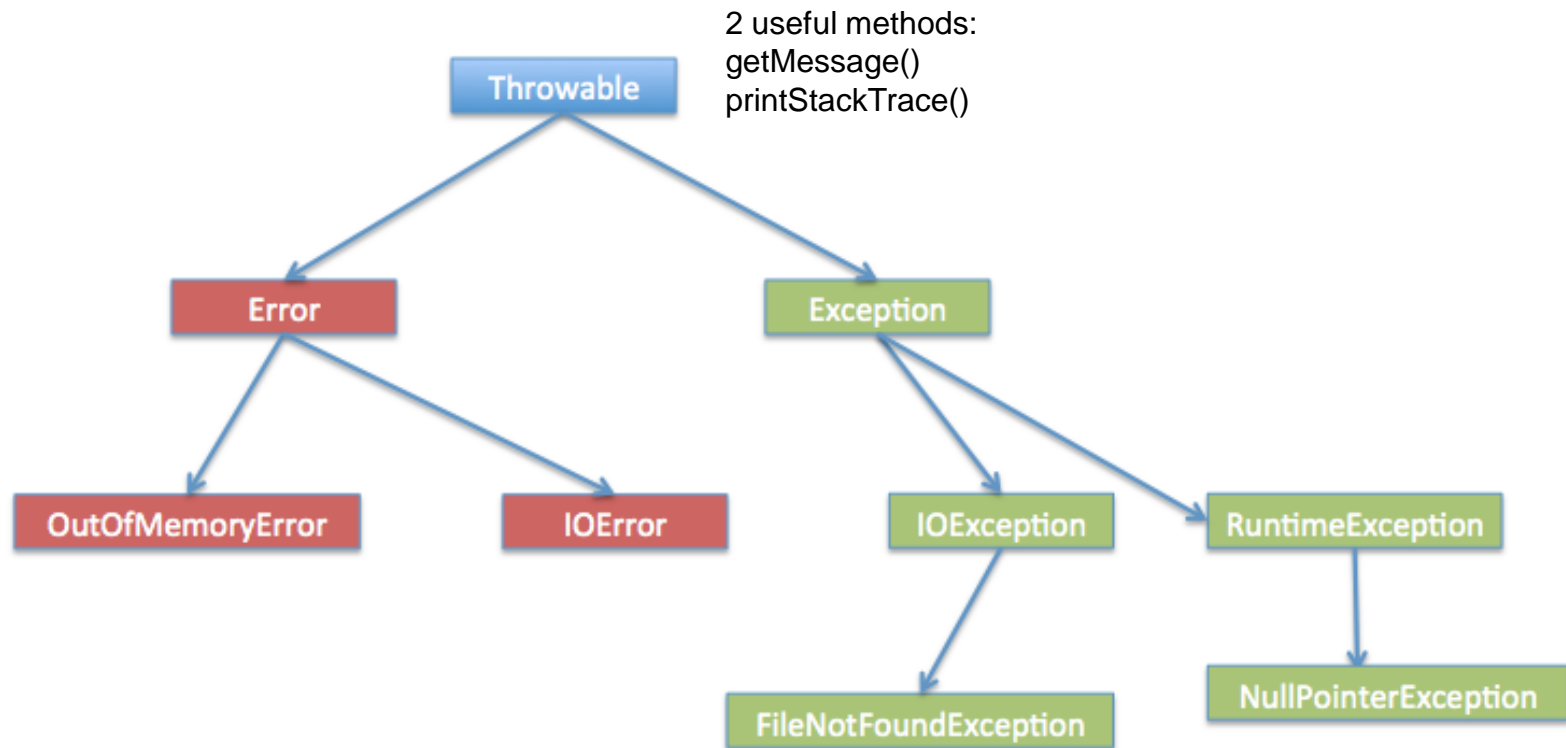 2 useful methods:
getMessage()
printStackTrace()
Throwable
Error
Exception
OutOfMemoryError
IOError
IOException
RuntimeException
FileNotFoundException
NullPointerException